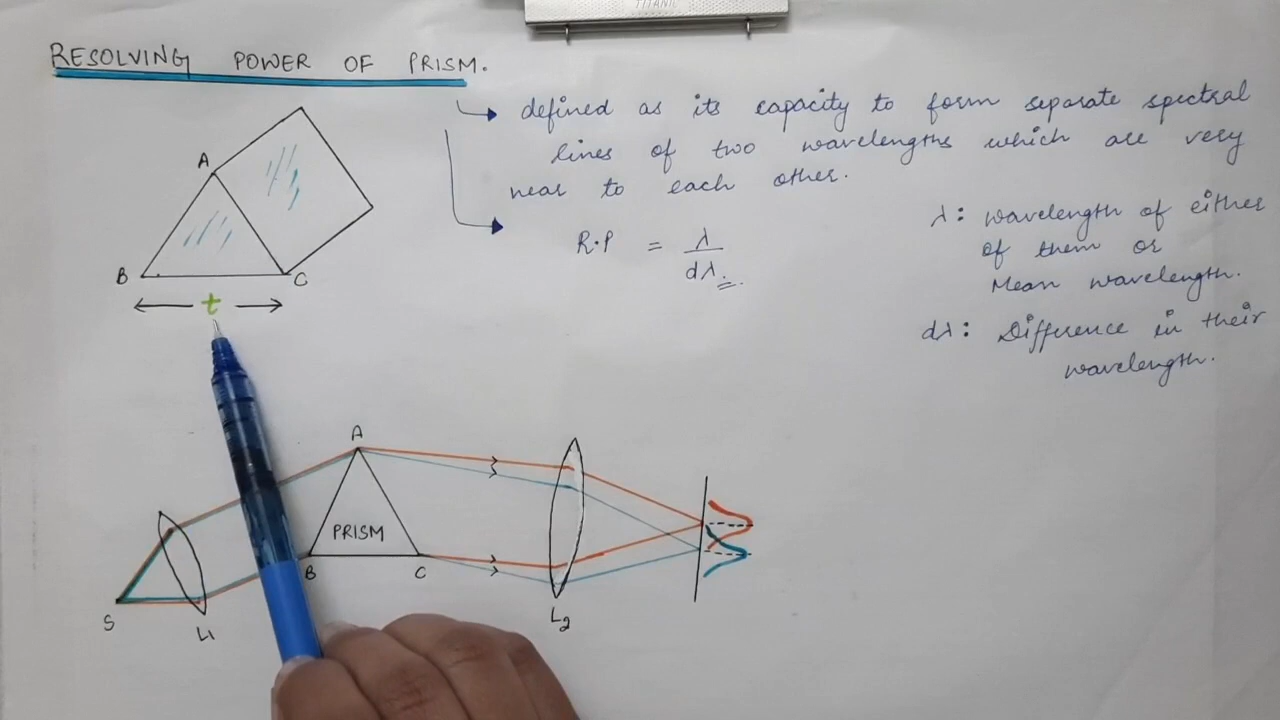 TITANIC
RESOLVING POWER OF PRISM.
defined as its capacity to form separate spectral
lines of two wavelengths which are very
near to each other.
R.P = λ/dλ
λ: wavelength of either
of them or
Mean wavelength.
dλ: Difference in their
wavelength.
A
B
C
t
A
PRISM
B
C
S
L1
L2